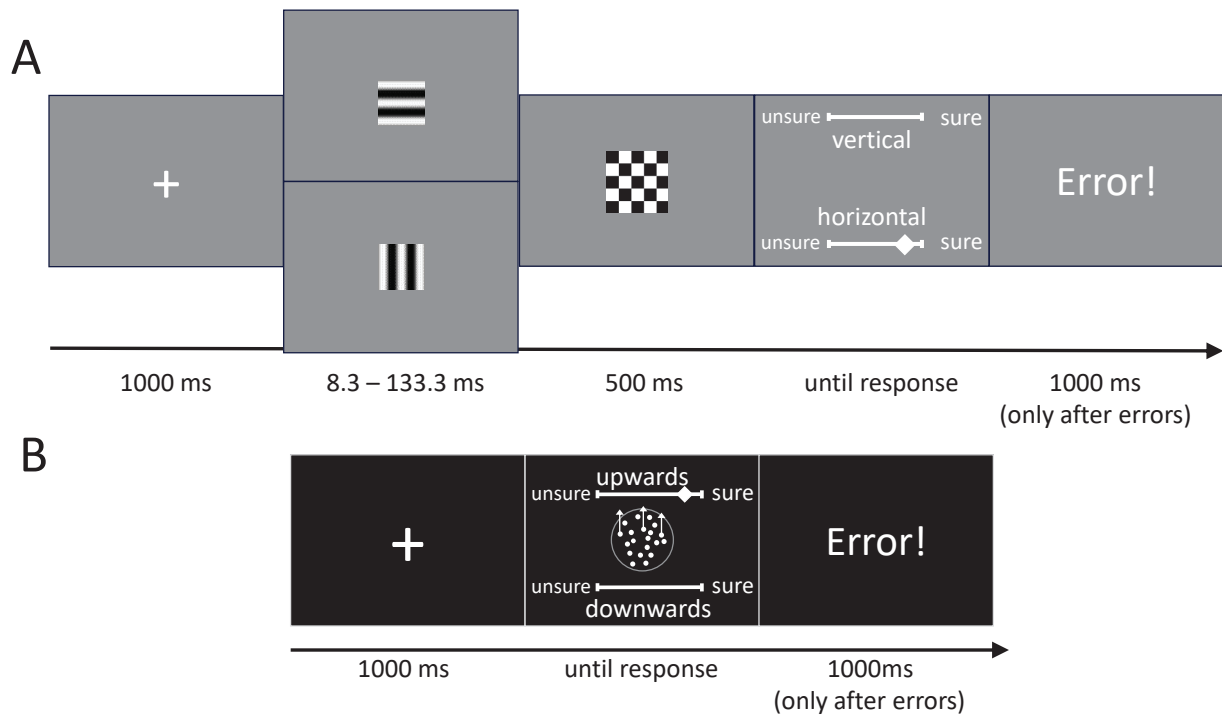 A
unsure sure
vertical
horizontal
unsure sure
Error!
1000 ms
8.3 – 133.3 ms
500 ms
until response
1000 ms
(only after errors)
B
upwards
unsure sure
unsure sure
downwards
Error!
1000 ms
until response
1000ms
(only after errors)